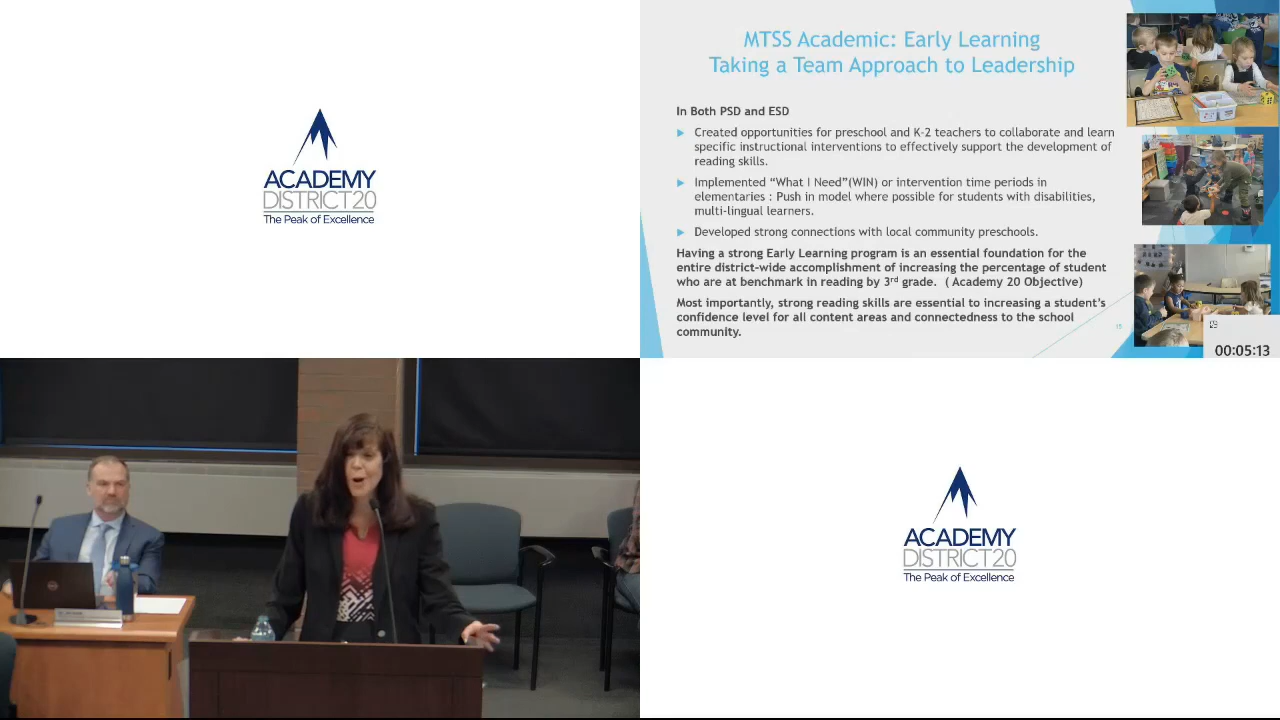 ACADEMY
DISTRICT 20
The Peak of Excellence
MTSS Academic: Early Learning
Taking a Team Approach to Leadership
In Both PSD and ESD
Created opportunities for preschool and K-2 teachers to collaborate and learn
specific instructional interventions to effectively support the development of
reading skills.
Implemented “What I Need”(WIN) or intervention time periods in
elementaries : Push in model where possible for students with disabilities,
multi-lingual learners.
Developed strong connections with local community preschools.
Having a strong Early Learning program is an essential foundation for the
entire district-wide accomplishment of increasing the percentage of student
who are at benchmark in reading by 3rd grade. ( Academy 20 Objective)
Most importantly, strong reading skills are essential to increasing a student’s
confidence level for all content areas and connectedness to the school
community.
00:05:13
ACADEMY
DISTRICT 20
The Peak of Excellence